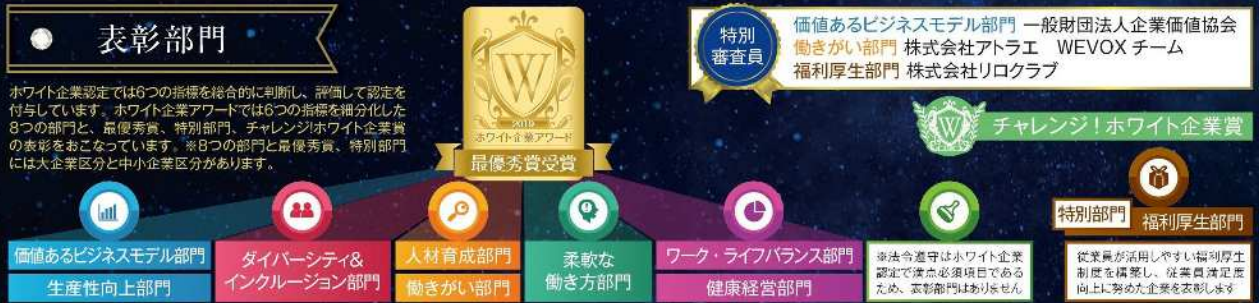 表彰部門
ホワイト企業認定では6つの指標を総合的に判断し、評価して認定を
付与しています。ホワイト企業アワードでは6つの指標を細分化した
8つの部門と、最優秀賞、特別部門、チャレンジ!ホワイト企業賞
の表彰をおこなっています。※8つの部門と最優秀賞、特別部門
には大企業区分と中小企業区分があります。
W
2019
ホワイト企業アワード
最優秀賞受賞
特別
審査員
価値あるビジネスモデル部門 一般財団法人企業価値協会
働きがい部門 株式会社アトラエ WEVOXチーム
福利厚生部門 株式会社リロクラブ
W
チャレンジ!ホワイト企業賞
価値あるビジネスモデル部門
生産性向上部門
ダイバーシティ&
インクルージョン部門
人材育成部門
働きがい部門
柔軟な
働き方部門
ワーク・ライフバランス部門
健康経営部門
※法令遵守はホワイト企業
認定で満点必須項目である
ため、表彰部門はありません
特別部門 福利厚生部門
従業員が活用しやすい福利厚生
制度を構築し、従業員満足度
向上に努めた企業を表彰します